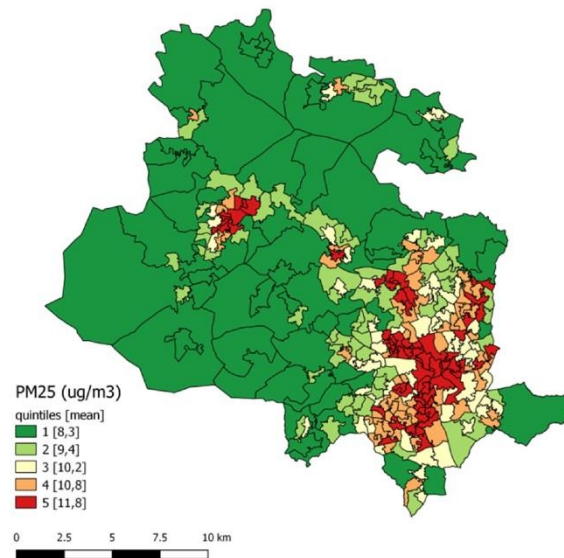 PM25 (ug/m3)
quintiles [mean]
1 [8,3]
2 [9,4]
3 [10,2]
4 [10,8]
5 [11,8]
0 2.5 5 7.5 10 km